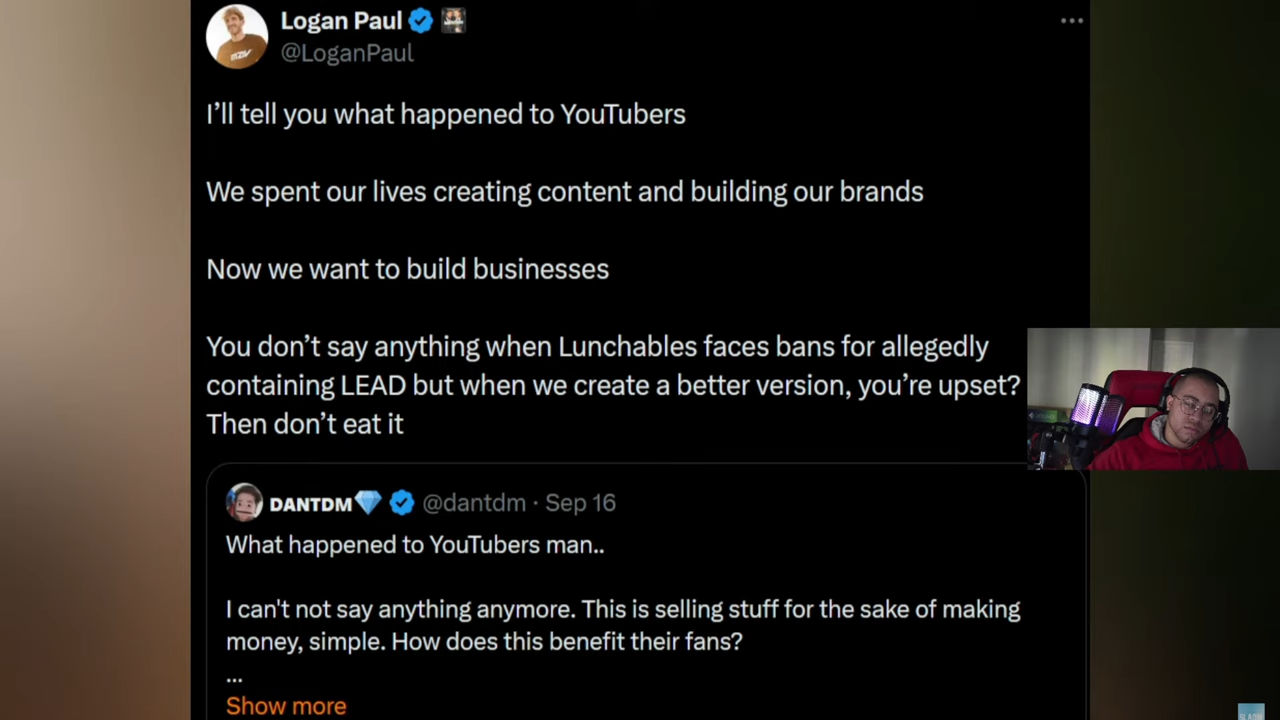 Logan Paul
@LoganPaul
I’ll tell you what happened to YouTubers
We spent our lives creating content and building our brands
Now we want to build businesses
You don’t say anything when Lunchables faces bans for allegedly
containing LEAD but when we create a better version, you’re upset?
Then don’t eat it
DANTDM💎 @dantdm · Sep 16
What happened to YouTubers man..
I can't not say anything anymore. This is selling stuff for the sake of making
money, simple. How does this benefit their fans?
...
Show more